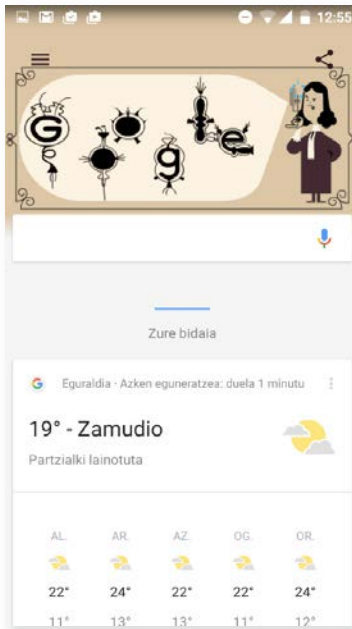 12:55
Google
Zure bidaia
Eguraldia · Azken eguneratzea: duela 1 minutu
19° - Zamudio
Partzialki lainotuta
AL. AR. AZ. OG. OR.
22° 24° 22° 22° 24°
11° 13° 13° 11° 12°